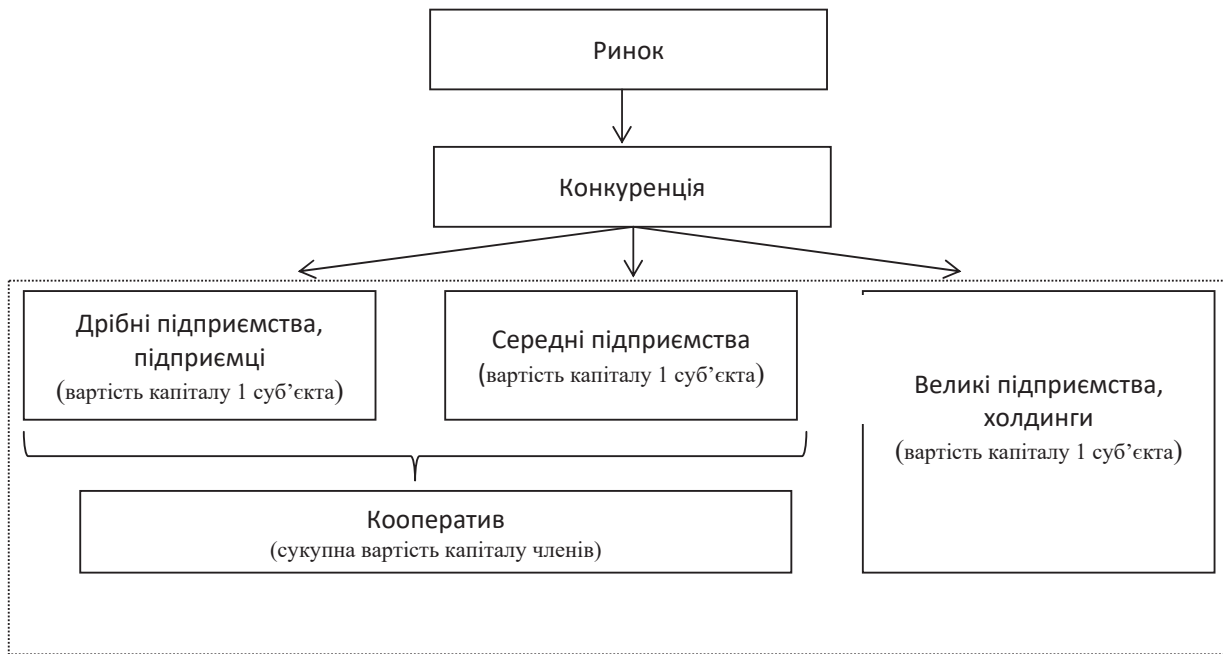 Ринок
Конкуренція
Дрібні підприємства,
підприємці
(вартість капіталу 1 суб’єкта)
Середні підприємства
(вартість капіталу 1 суб’єкта)
Великі підприємства,
холдинги
(вартість капіталу 1 суб’єкта)
Кооператив
(сукупна вартість капіталу членів)